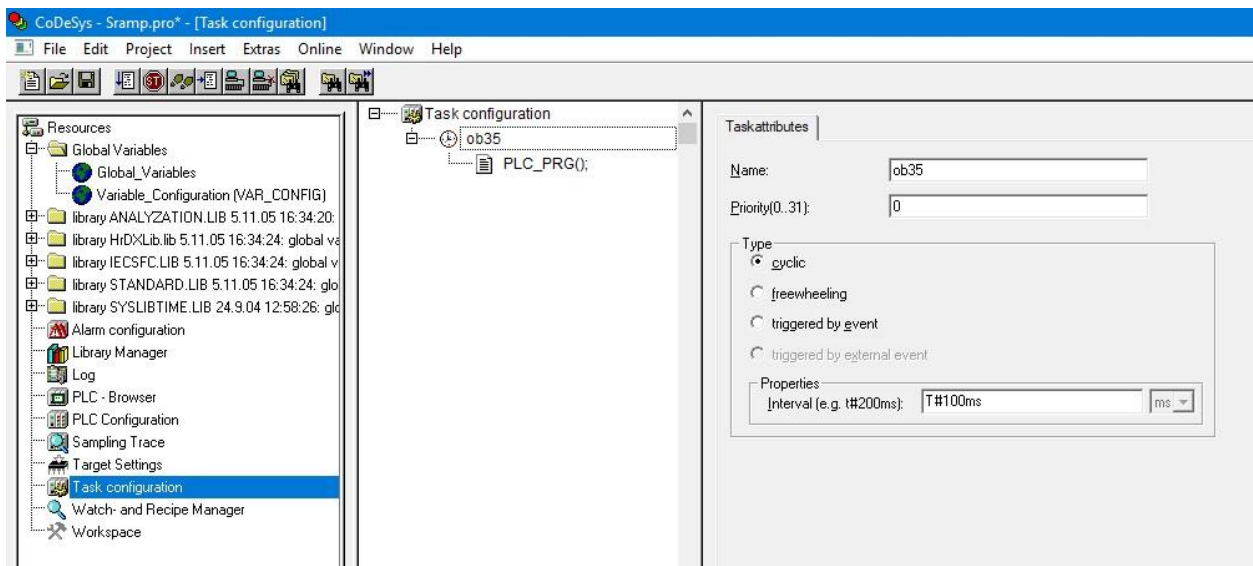 CoDeSys - Sramp.pro* - [Task configuration]
File Edit Project Insert Extras Online Window Help
Resources
Global Variables
Global_Variables
Variable_Configuration (VAR_CONFIG)
library ANALYZATION.LIB 5.11.05 16:34:20:
library HrDXLib.lib 5.11.05 16:34:24: global va
library IECSFC.LIB 5.11.05 16:34:24: global v
library STANDARD.LIB 5.11.05 16:34:24: glo
library SYSLIBTIME.LIB 24.9.04 12:58:26: glo
Alarm configuration
Library Manager
Log
PLC - Browser
PLC Configuration
Sampling Trace
Target Settings
Task configuration
Watch- and Recipe Manager
Workspace
Task configuration
ob35
PLC_PRG();
Taskattributes
Name: ob35
Priority(0..31): 0
Type
cyclic
freewheeling
triggered by event
triggered by external event
Properties
Interval (e.g. t#200ms): T#100ms ms